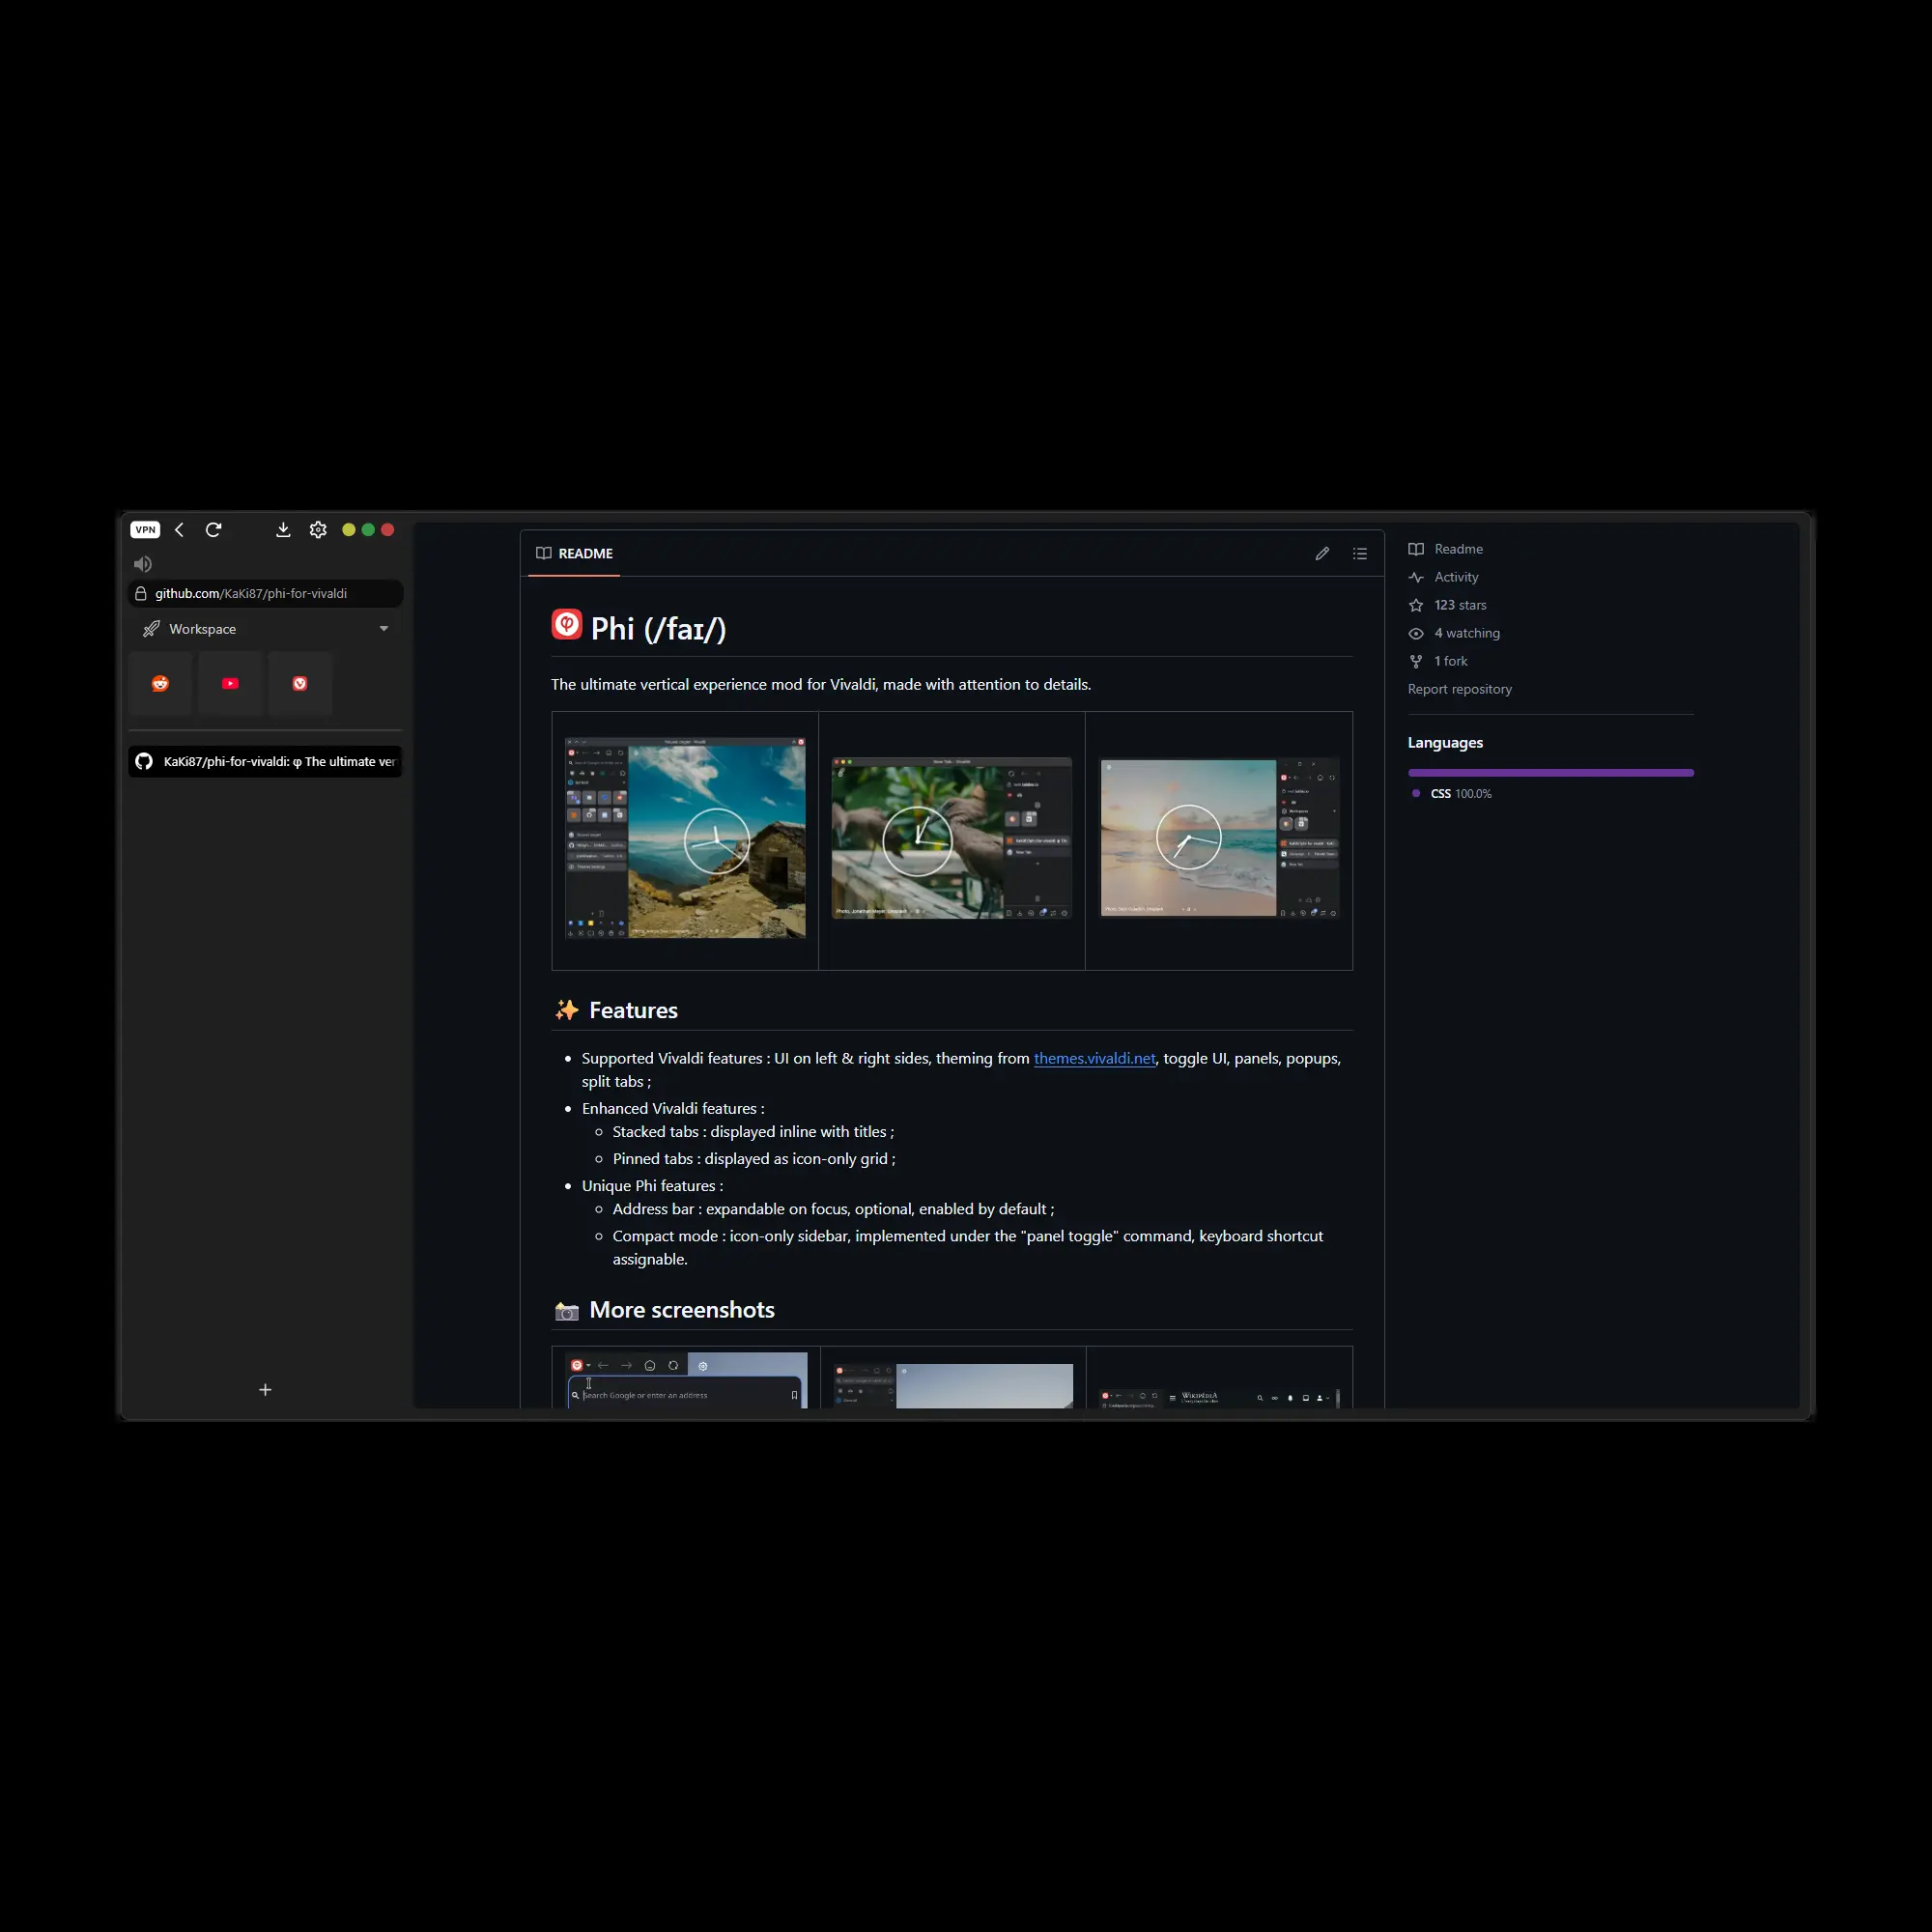 VPN
github.com/KaKi87/phi-for-vivaldi
Workspace
KaKi87/phi-for-vivaldi: φ The ultimate ver
README
Phi (/faɪ/)
The ultimate vertical experience mod for Vivaldi, made with attention to details.
✨ Features
• Supported Vivaldi features : UI on left & right sides, theming from themes.vivaldi.net, toggle UI, panels, popups,
split tabs ;
• Enhanced Vivaldi features :
◦ Stacked tabs : displayed inline with titles ;
◦ Pinned tabs : displayed as icon-only grid ;
• Unique Phi features :
◦ Address bar : expandable on focus, optional, enabled by default ;
◦ Compact mode : icon-only sidebar, implemented under the "panel toggle" command, keyboard shortcut
assignable.
📷 More screenshots
Search Google or enter an address
WIKIPEDIA
Readme
Activity
123 stars
4 watching
1 fork
Report repository
Languages
CSS 100.0%